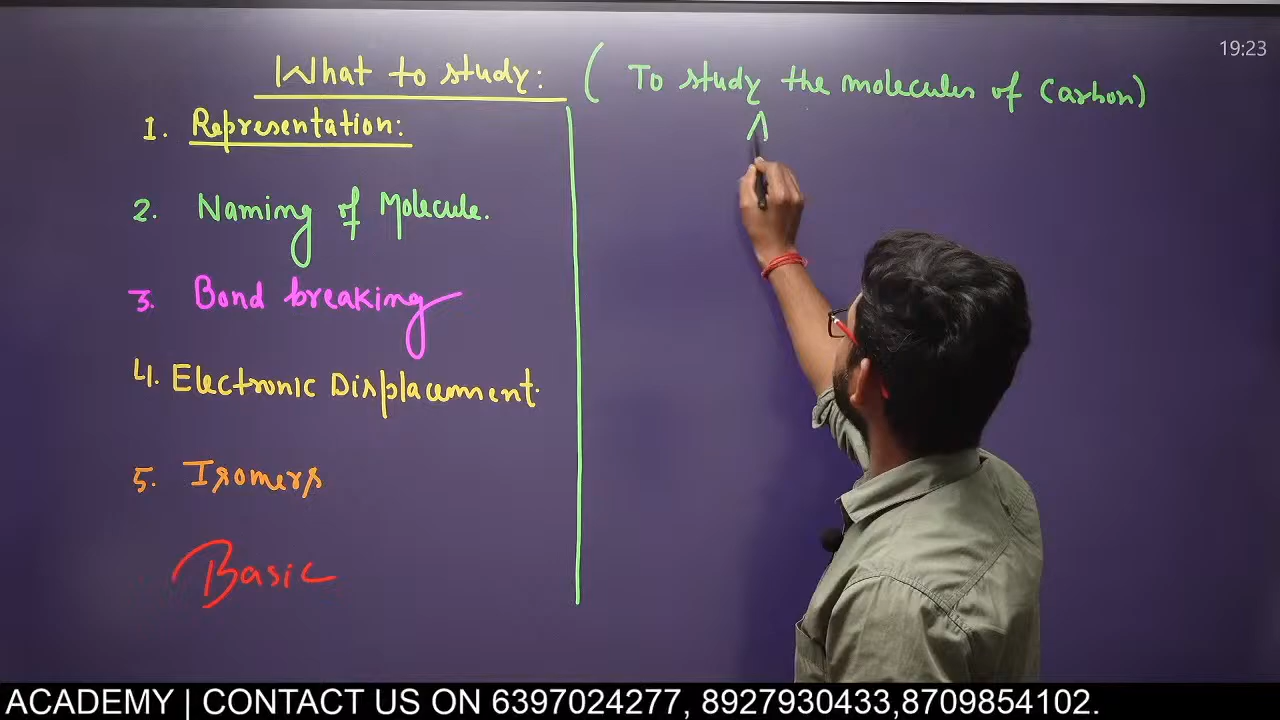 19:23
What to study: ( To study the molecules of Carbon)
1. Representation:
2. Naming of Molecule.
3. Bond breaking
4. Electronic Displacement.
5. Isomers
Basic
ACADEMY | CONTACT US ON 6397024277, 8927930433,8709854102.